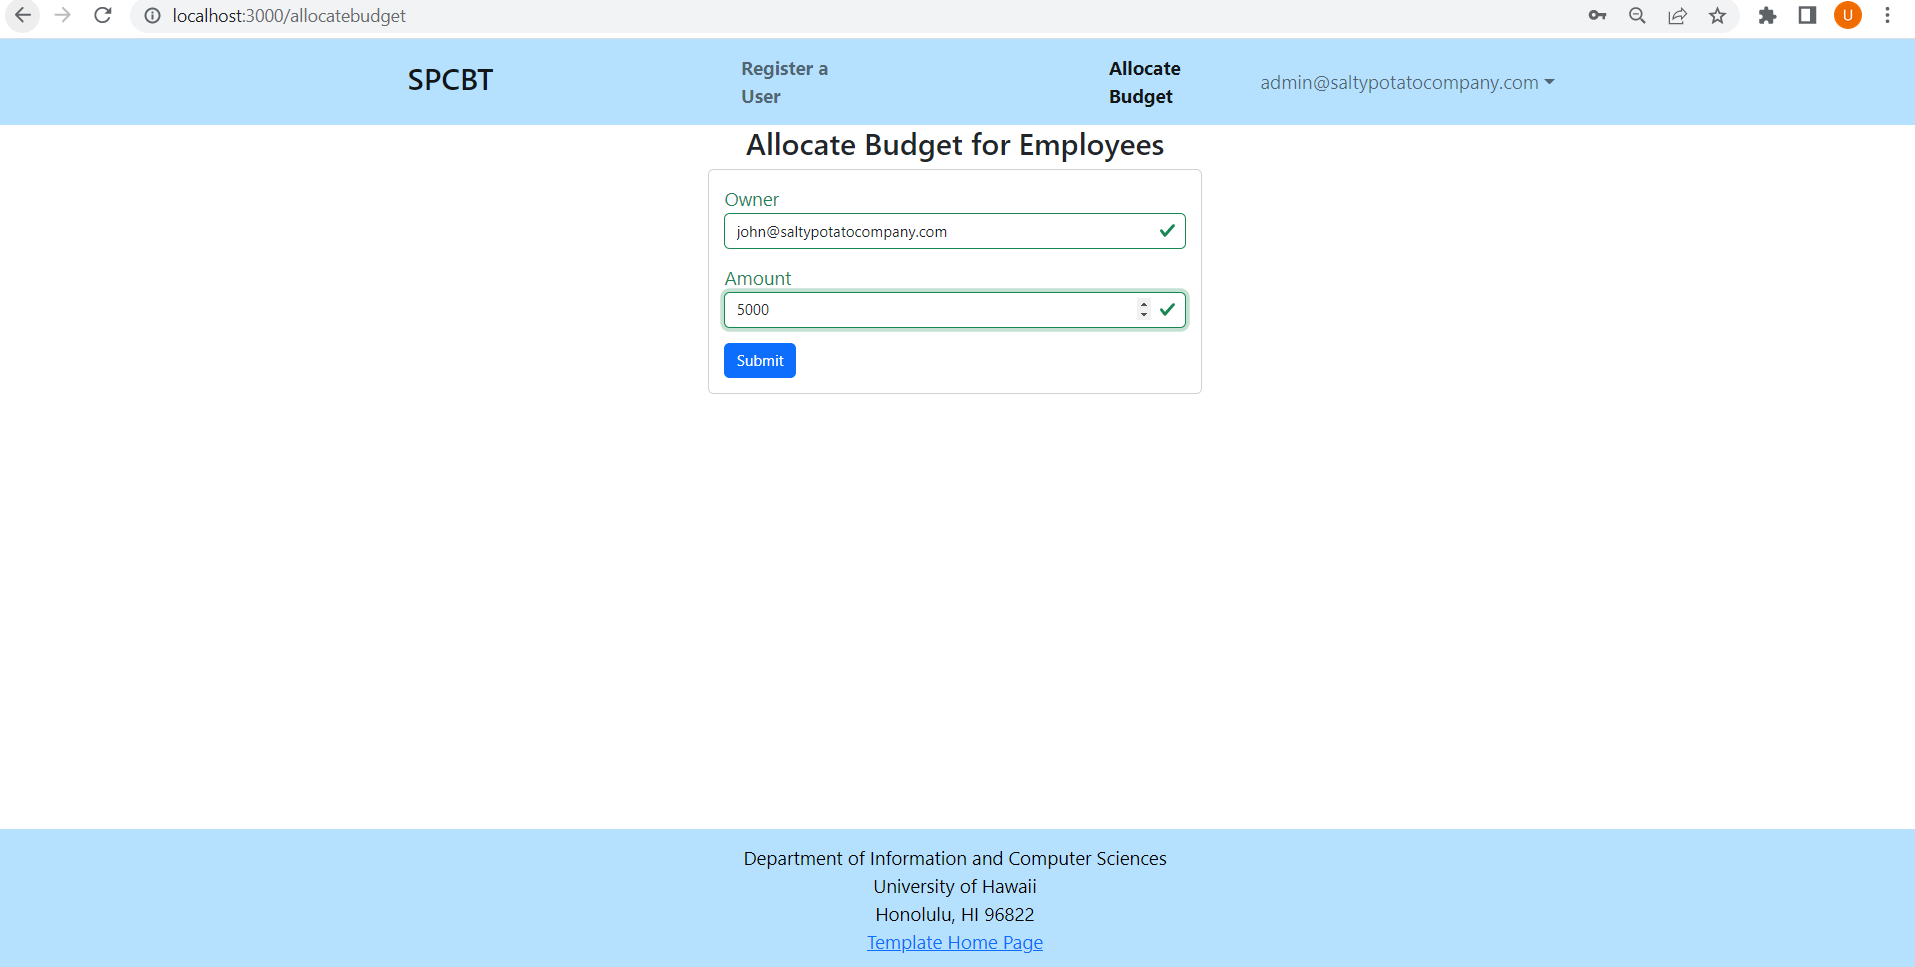 localhost:3000/allocatebudget
U
SPCBT
Register a
User
Allocate
Budget
admin@saltypotatocompany.com
Allocate Budget for Employees
Owner
john@saltypotatocompany.com
Amount
5000
Submit
Department of Information and Computer Sciences
University of Hawaii
Honolulu, HI 96822
Template Home Page